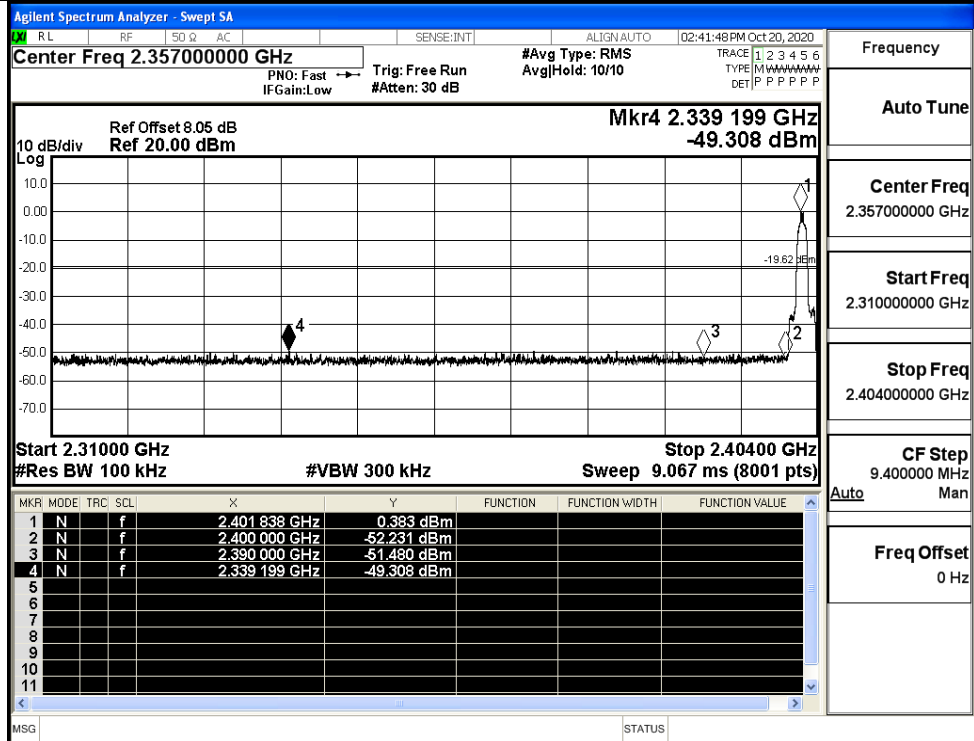 Agilent Spectrum Analyzer - Swept SA
LXI RL RF 50 Ω AC SENSE:INT ALIGN AUTO 02:41:48 PM Oct 20, 2020
Center Freq 2.357000000 GHz
PNO: Fast
IFGain:Low
Trig: Free Run
#Atten: 30 dB
#Avg Type: RMS
Avg|Hold: 10/10
TRACE 1 2 3 4 5 6
TYPE M W W W W W
DET P P P P P P
Mkr4 2.339 199 GHz
-49.308 dBm
Ref Offset 8.05 dB
10 dB/div Ref 20.00 dBm
Log
10.0
0.00
-10.0
-20.0
-30.0
-40.0
-50.0
-60.0
-70.0
1
-19.62 dBm
4
3
2
Start 2.31000 GHz Stop 2.40400 GHz
#Res BW 100 kHz #VBW 300 kHz Sweep 9.067 ms (8001 pts)
MKR MODE TRC SCL X Y FUNCTION FUNCTION WIDTH FUNCTION VALUE
1 N f 2.401 838 GHz 0.383 dBm
2 N f 2.400 000 GHz -52.231 dBm
3 N f 2.390 000 GHz -51.480 dBm
4 N f 2.339 199 GHz -49.308 dBm
5
6
7
8
9
10
11
MSG STATUS
Frequency
Auto Tune
Center Freq
2.357000000 GHz
Start Freq
2.310000000 GHz
Stop Freq
2.404000000 GHz
CF Step
9.400000 MHz
Auto Man
Freq Offset
0 Hz